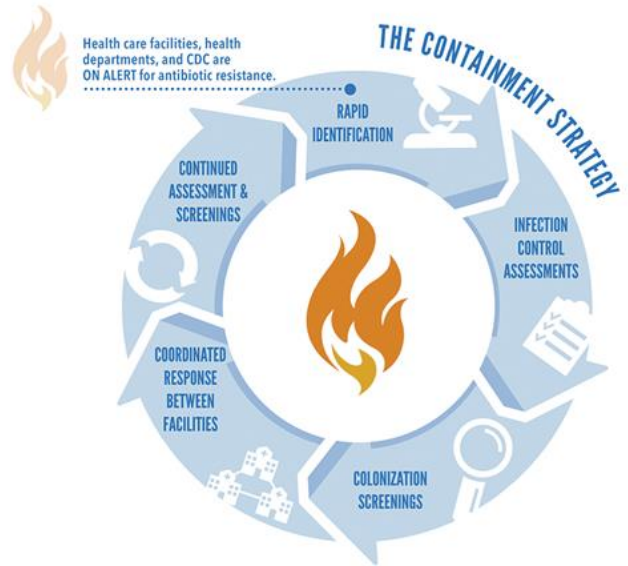 Health care facilities, health
departments, and CDC are
ON ALERT for antibiotic resistance.
THE CONTAINMENT STRATEGY
RAPID
IDENTIFICATION
INFECTION
CONTROL
ASSESSMENTS
COLONIZATION
SCREENINGS
COORDINATED
RESPONSE
BETWEEN
FACILITIES
CONTINUED
ASSESSMENT &
SCREENINGS